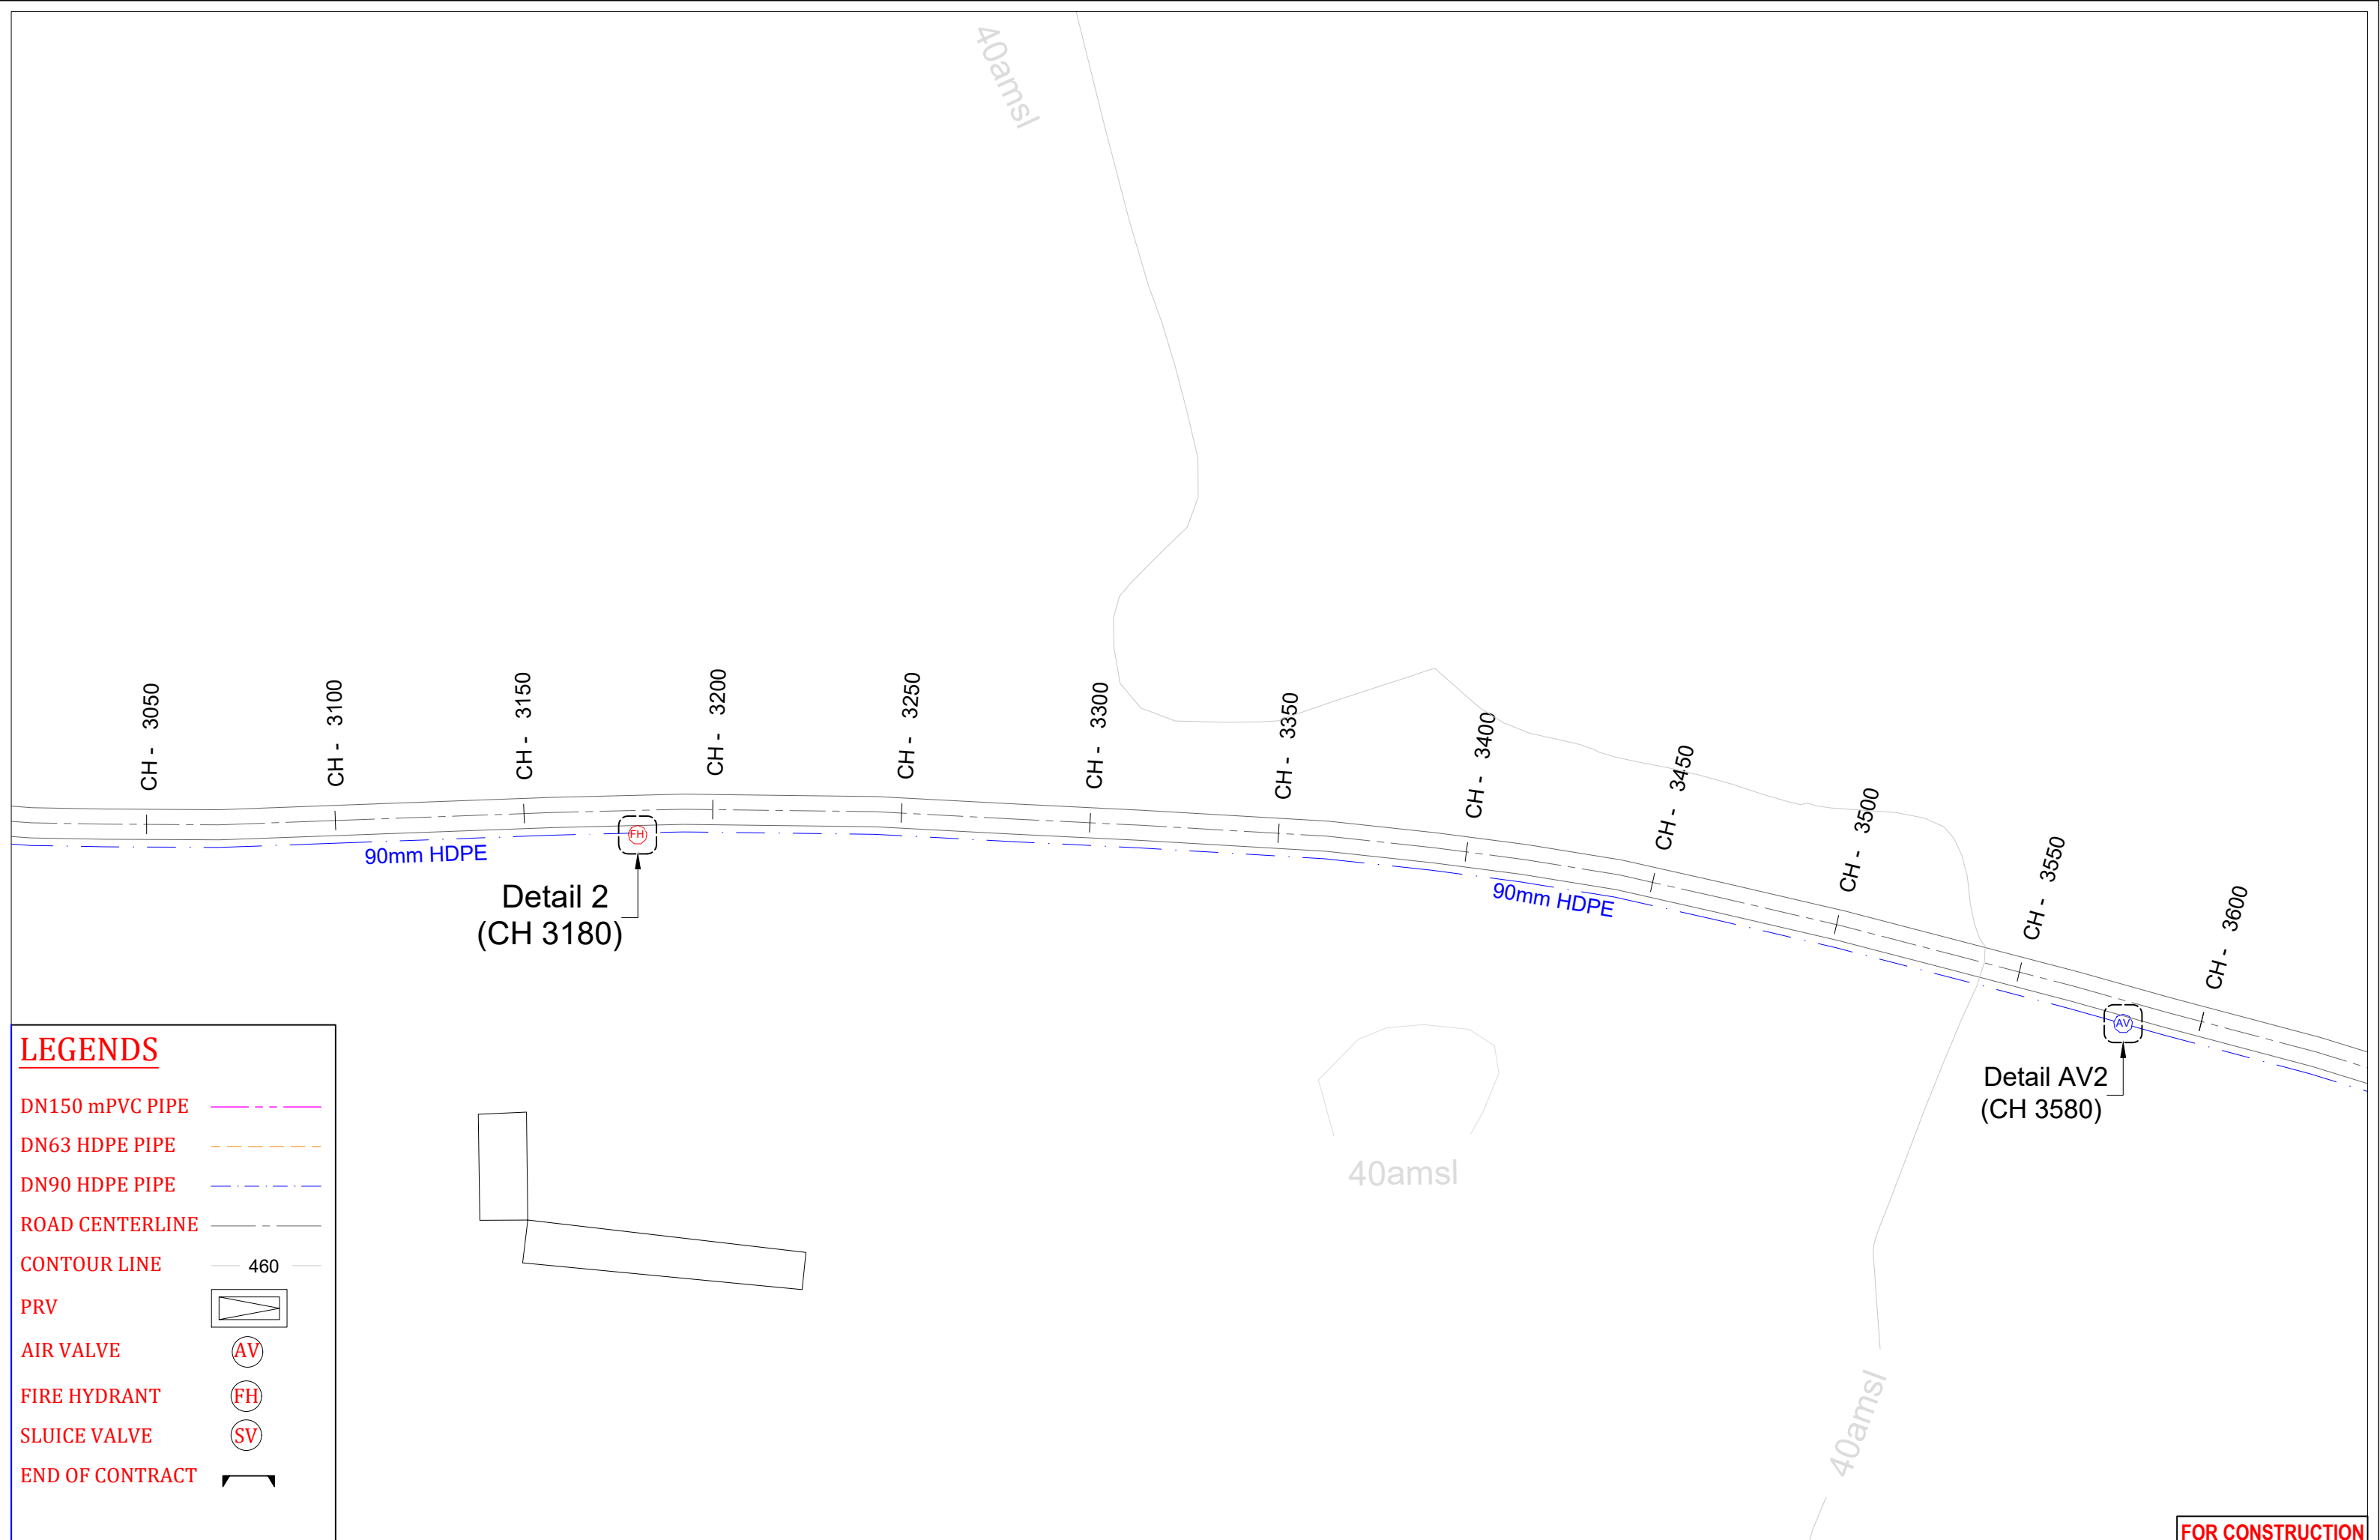 40amsl
CH - 3050
CH - 3100
CH - 3150
CH - 3200
CH - 3250
CH - 3300
CH - 3350
CH - 3400
CH - 3450
CH - 3500
CH - 3550
CH - 3600
90mm HDPE
FH
Detail 2
(CH 3180)
90mm HDPE
AV
Detail AV2
(CH 3580)
40amsl
40amsl
LEGENDS
DN150 mPVC PIPE
DN63 HDPE PIPE
DN90 HDPE PIPE
ROAD CENTERLINE
CONTOUR LINE 460
PRV
AIR VALVE AV
FIRE HYDRANT FH
SLUICE VALVE SV
END OF CONTRACT
FOR CONSTRUCTION